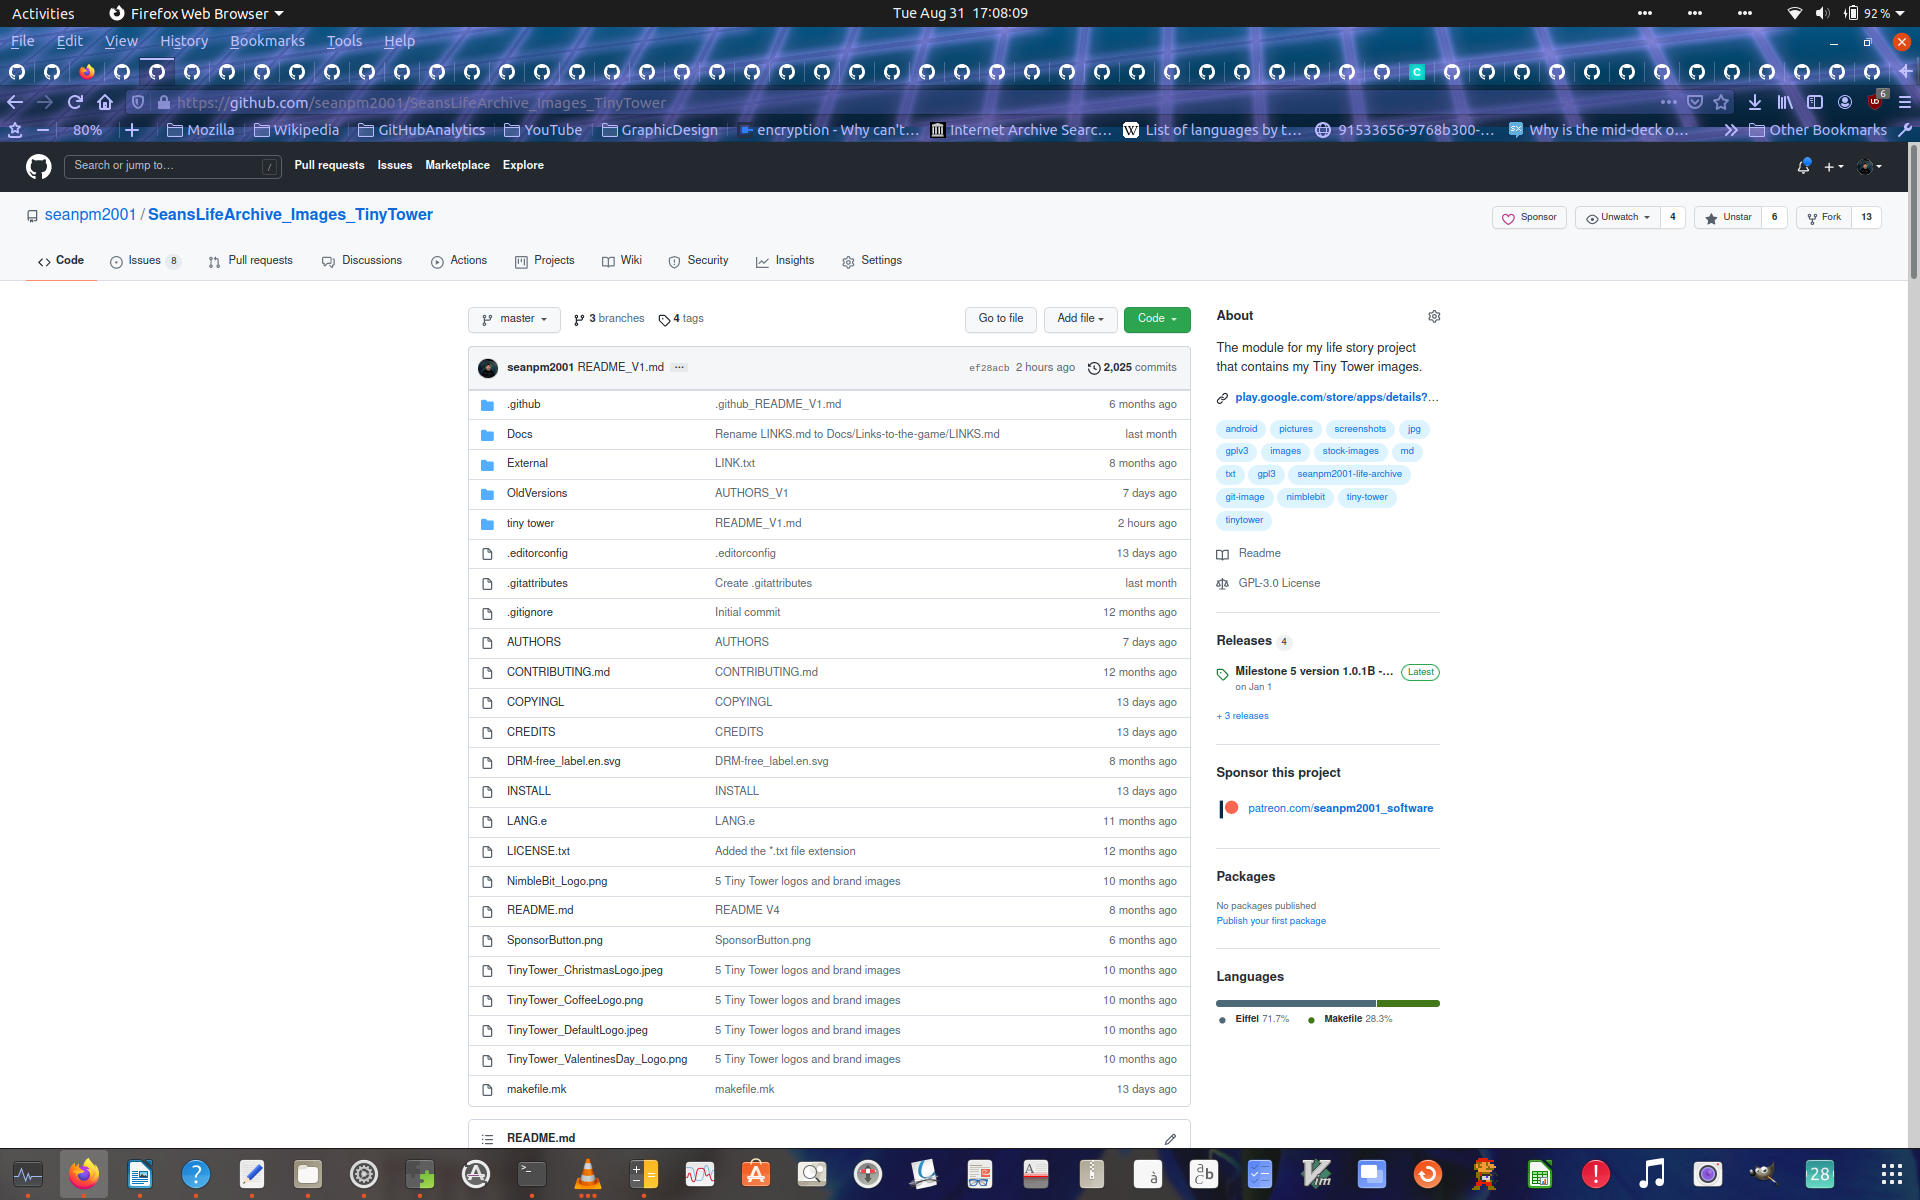 Activities Firefox Web Browser Tue Aug 31 17:08:09 92 %
File Edit View History Bookmarks Tools Help
https://github.com/seanpm2001/SeansLifeArchive_Images_TinyTower 6
80% Mozilla Wikipedia GitHubAnalytics YouTube GraphicDesign encryption - Why can't… Internet Archive Searc… List of languages by t… 91533656-9768b300-… Why is the mid-deck o… Other Bookmarks
Search or jump to… / Pull requests Issues Marketplace Explore
seanpm2001 / SeansLifeArchive_Images_TinyTower Sponsor Unwatch 4 Unstar 6 Fork 13
Code Issues 8 Pull requests Discussions Actions Projects Wiki Security Insights Settings
master 3 branches 4 tags Go to file Add file Code
seanpm2001 README_V1.md … ef28acb 2 hours ago 2,025 commits
.github .github_README_V1.md 6 months ago
Docs Rename LINKS.md to Docs/Links-to-the-game/LINKS.md last month
External LINK.txt 8 months ago
OldVersions AUTHORS_V1 7 days ago
tiny tower README_V1.md 2 hours ago
.editorconfig .editorconfig 13 days ago
.gitattributes Create .gitattributes last month
.gitignore Initial commit 12 months ago
AUTHORS AUTHORS 7 days ago
CONTRIBUTING.md CONTRIBUTING.md 12 months ago
COPYINGL COPYINGL 13 days ago
CREDITS CREDITS 13 days ago
DRM-free_label.en.svg DRM-free_label.en.svg 8 months ago
INSTALL INSTALL 13 days ago
LANG.e LANG.e 11 months ago
LICENSE.txt Added the *.txt file extension 12 months ago
NimbleBit_Logo.png 5 Tiny Tower logos and brand images 10 months ago
README.md README V4 8 months ago
SponsorButton.png SponsorButton.png 6 months ago
TinyTower_ChristmasLogo.jpeg 5 Tiny Tower logos and brand images 10 months ago
TinyTower_CoffeeLogo.png 5 Tiny Tower logos and brand images 10 months ago
TinyTower_DefaultLogo.jpeg 5 Tiny Tower logos and brand images 10 months ago
TinyTower_ValentinesDay_Logo.png 5 Tiny Tower logos and brand images 10 months ago
makefile.mk makefile.mk 13 days ago
README.md
About
The module for my life story project
that contains my Tiny Tower images.
play.google.com/store/apps/details?…
android pictures screenshots jpg
gplv3 images stock-images md
txt gpl3 seanpm2001-life-archive
git-image nimblebit tiny-tower
tinytower
Readme
GPL-3.0 License
Releases 4
Milestone 5 version 1.0.1B -… Latest
on Jan 1
+ 3 releases
Sponsor this project
patreon.com/seanpm2001_software
Packages
No packages published
Publish your first package
Languages
Eiffel 71.7% Makefile 28.3%
28